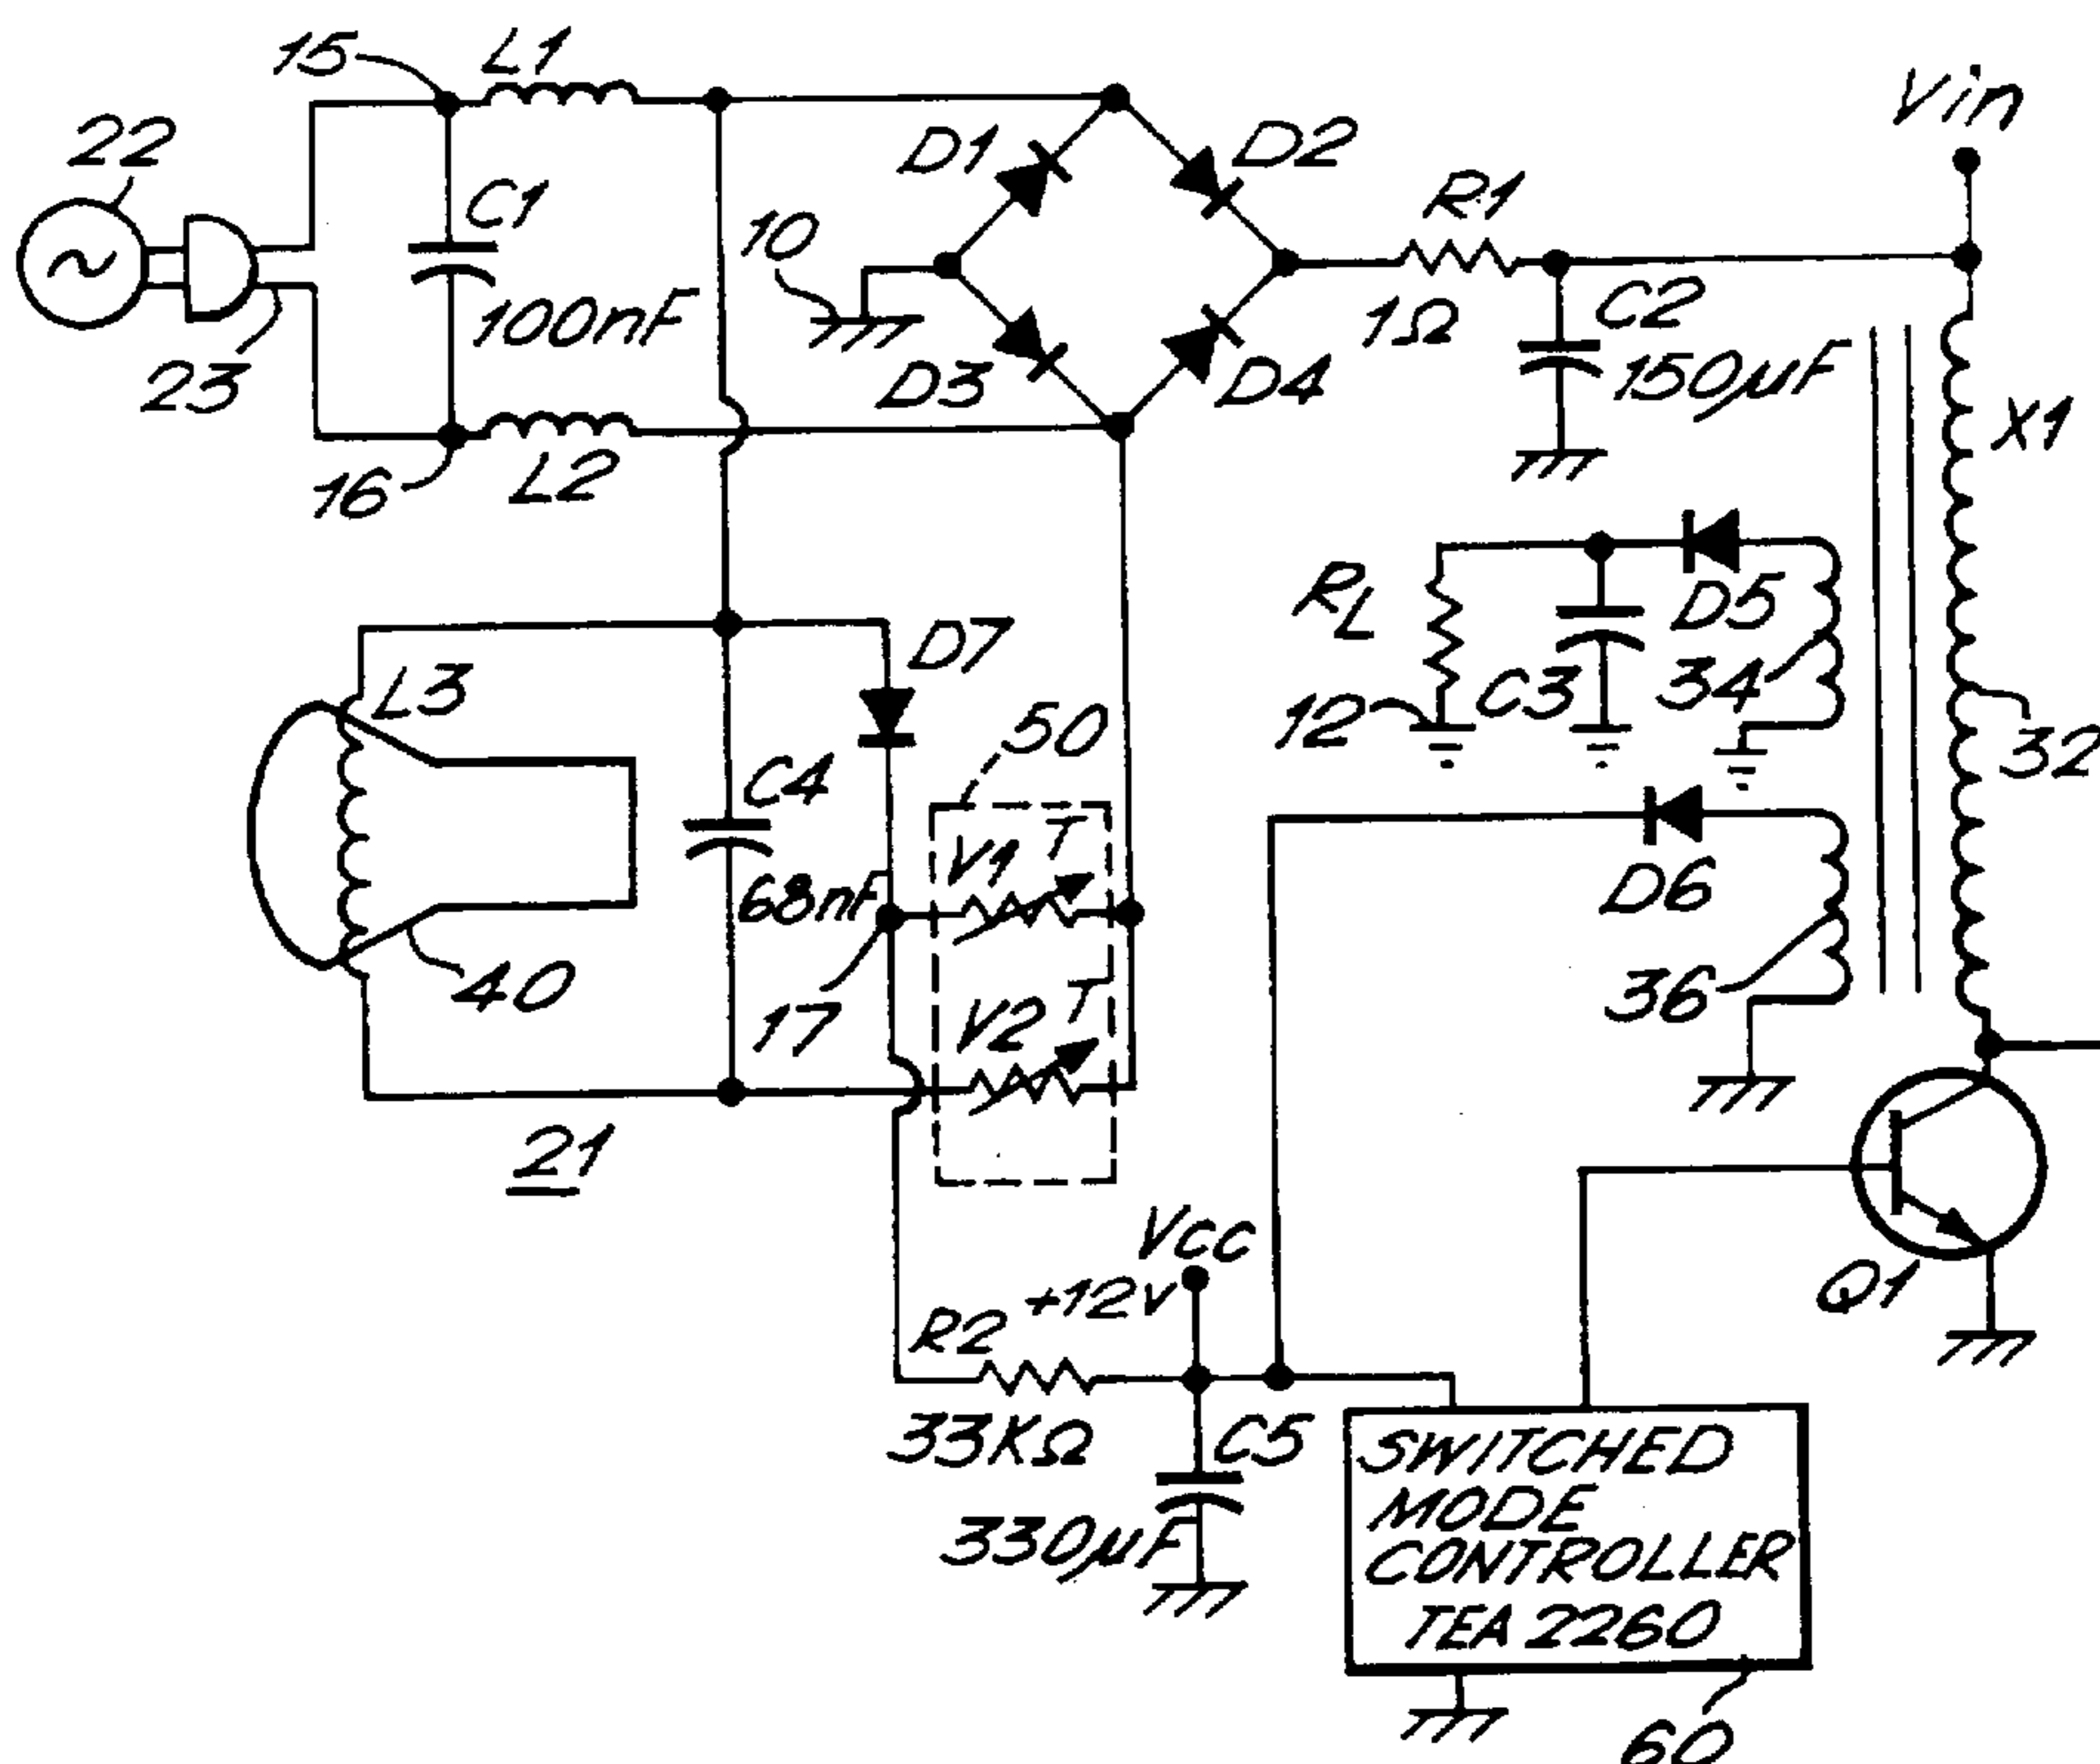 15
L1
Vin
22
D1
D2
C1
R1
10
100nF
1Ω
C2
150μF
23
D3
D4
X1
16
L2
RL
D5
D7
L3
34
C3
12
50
32
C4
V1
T
68nF
D6
40
36
17
V2
T
21
Vcc
+12v
Q1
R2
33KΩ
C5
SWITCHED
MODE
CONTROLLER
TEA 2260
330μF
60